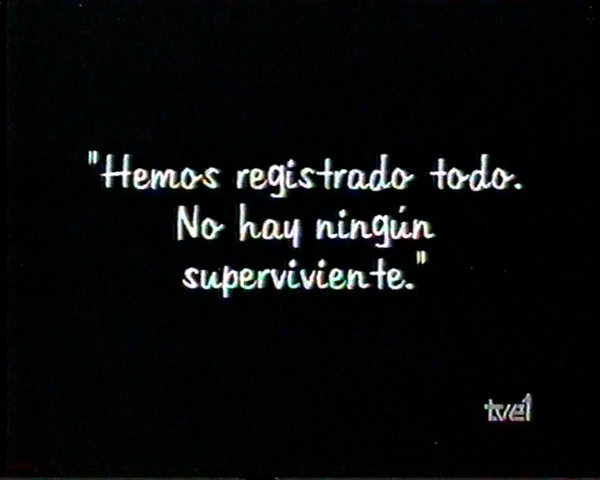 "Hemos registrado todo.
No hay ningún
superviviente."
tve1